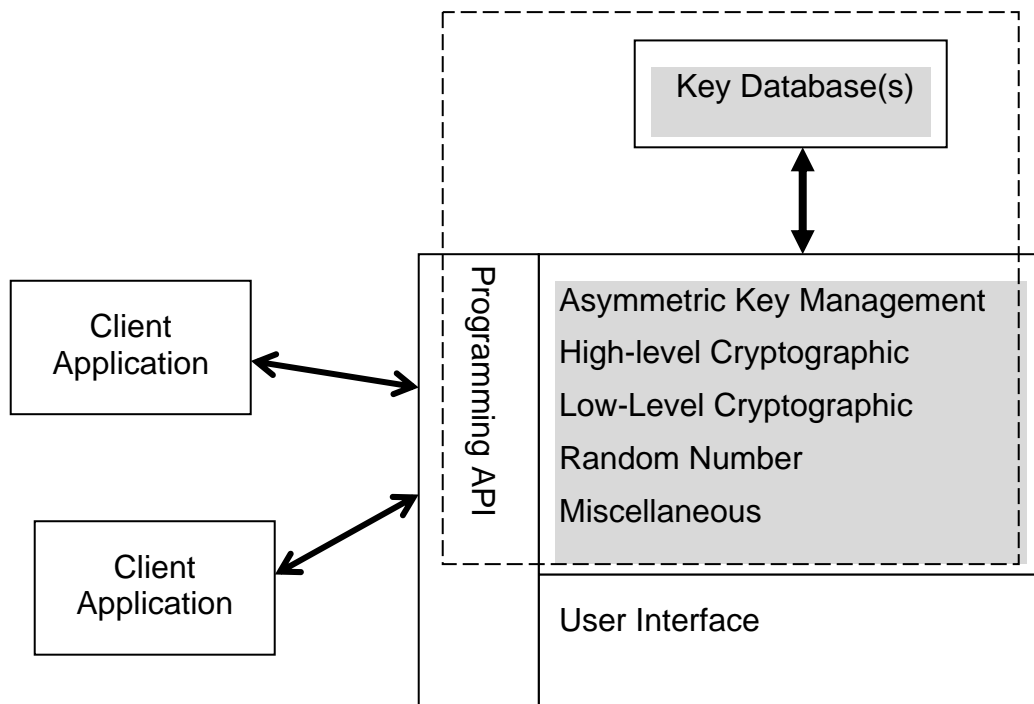 Key Database(s)
Programming API
Asymmetric Key Management
High-level Cryptographic
Low-Level Cryptographic
Random Number
Miscellaneous
Client
Application
Client
Application
User Interface